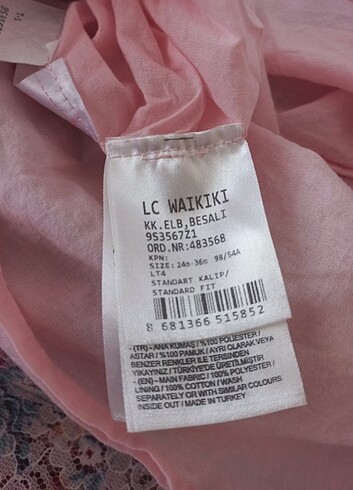 LC WAIKIKI
KK.ELB,BESALI
9S3567Z1
ORD.NR:483568
KPN:
SIZE: 24m-36m 98/54A
LT4
STANDART KALIP/
STANDARD FIT
8 681366 515852
-(TR)- ANA KUMAŞ / %100 POLYESTER /
ASTAR / %100 PAMUK / AYRI OLARAK VEYA
BENZER RENKLER İLE TERSİNDEN
YIKAYINIZ / TÜRKİYE'DE ÜRETİLMİŞTİR
-(EN)- MAIN FABRIC / 100% POLYESTER /
LINING / 100% COTTON / WASH
SEPARATELY OR WITH SIMILAR COLOURS
INSIDE OUT / MADE IN TURKEY